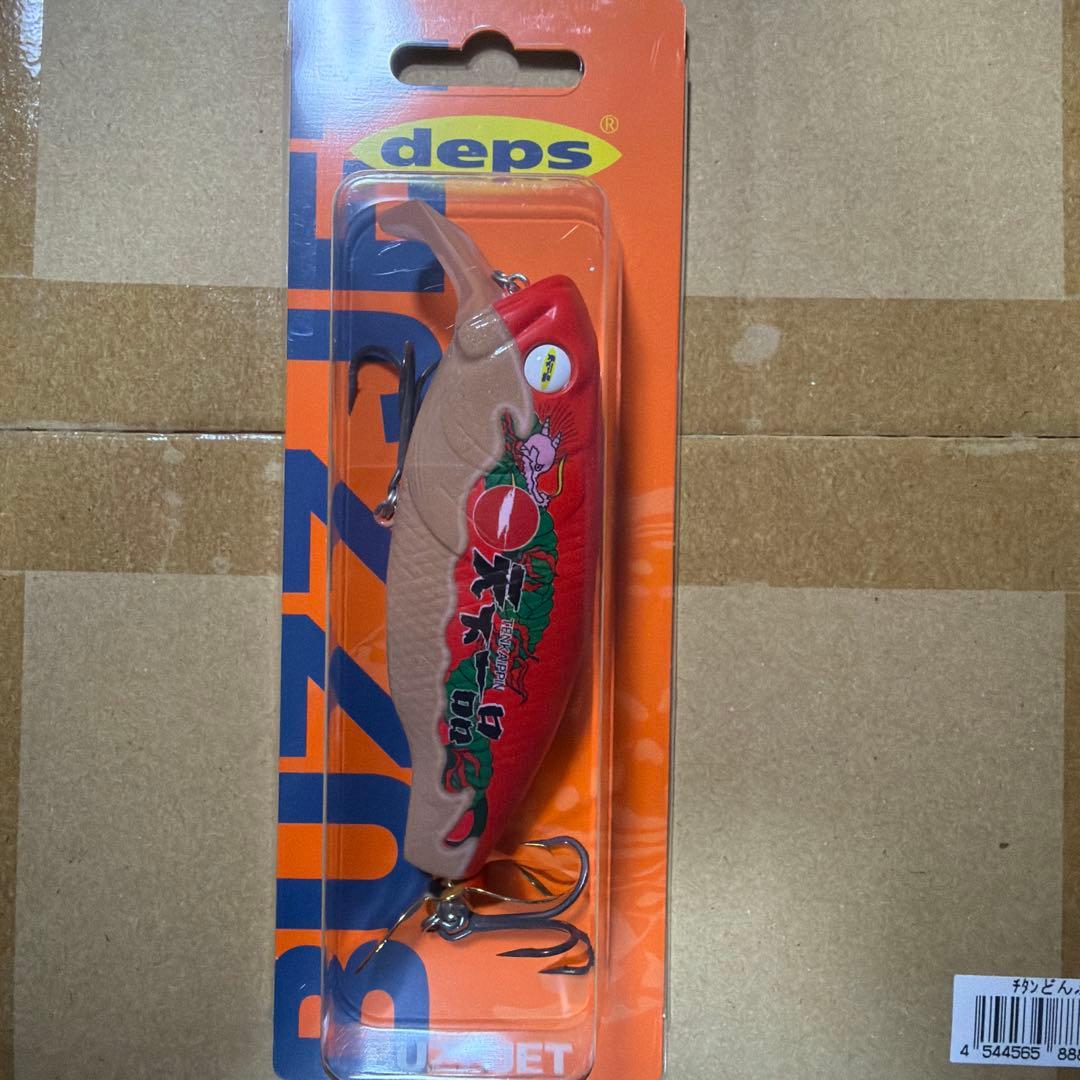 deps®
BUZZJET
天下一品
TENKAIPPIN
BUZZJET
ﾁﾀﾝどん
4 544565 888